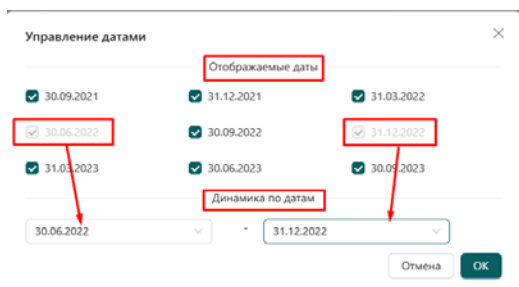 Управление датами
Отображаемые даты
30.09.2021 31.12.2021 31.03.2022
30.06.2022 30.09.2022 31.12.2022
31.03.2023 30.06.2023 30.09.2023
Динамика по датам
30.06.2022 - 31.12.2022
Отмена OK